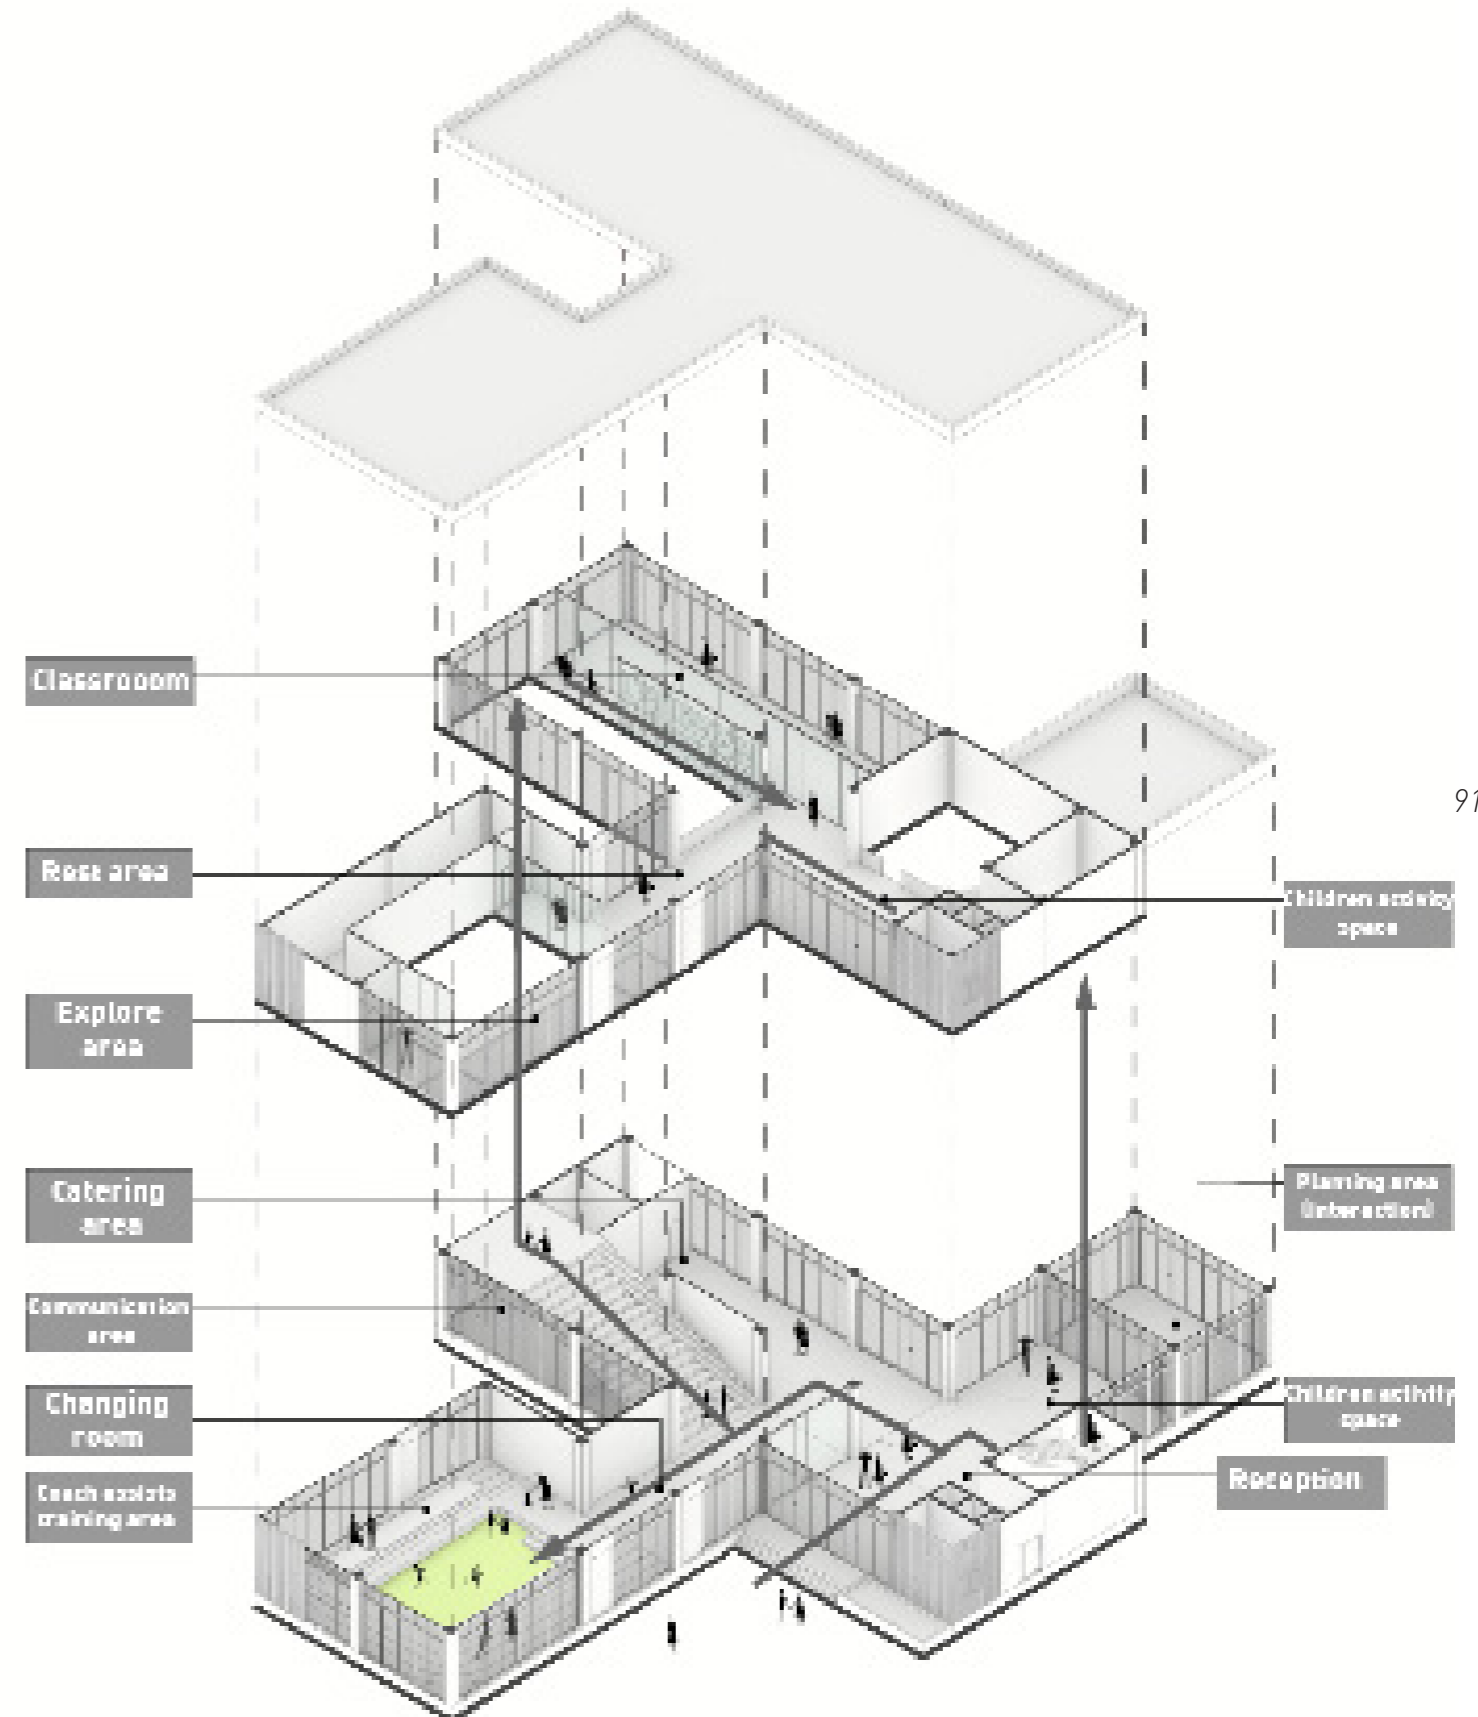 Classrooom
Rest area
Explore
area
Catering
area
Communication
area
Changing
room
Coach assists
training area
91
Children activity
space
Planting area
(interaction)
Children activity
space
Reception